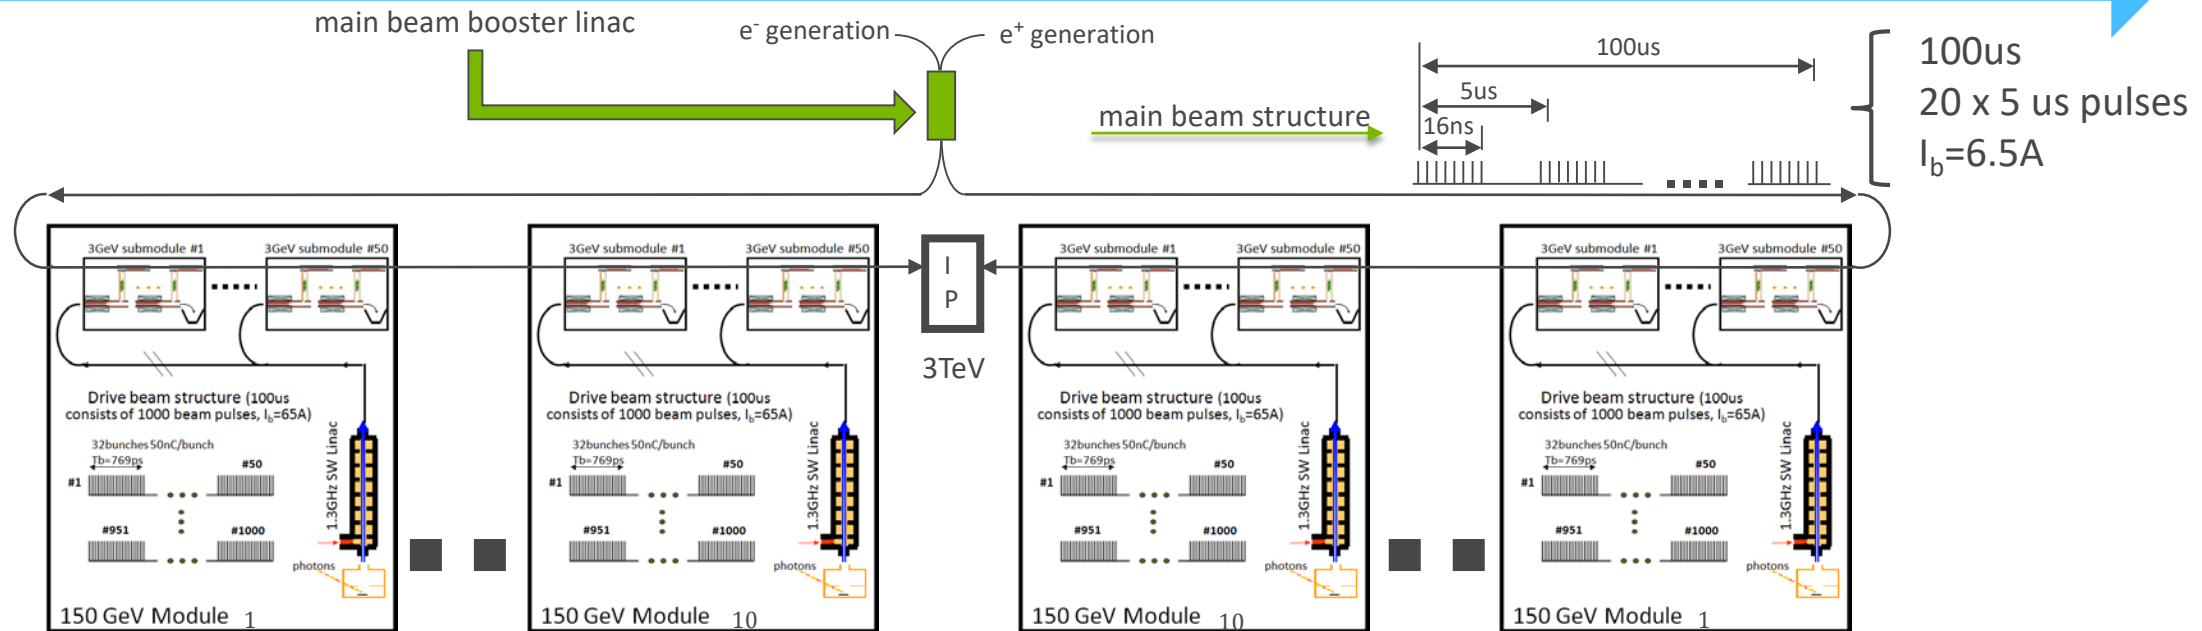 main beam booster linac
e- generation
e+ generation
main beam structure
100us
5us
16ns
100us
20 x 5 us pulses
Ib=6.5A
3GeV submodule #1
3GeV submodule #50
Drive beam structure (100us
consists of 1000 beam pulses, Ib=65A)
32bunches 50nC/bunch
Tb=769ps
#1
#50
#951
#1000
1.3GHz SW Linac
photons
150 GeV Module 1
3GeV submodule #1
3GeV submodule #50
Drive beam structure (100us
consists of 1000 beam pulses, Ib=65A)
32bunches 50nC/bunch
Tb=769ps
#1
#50
#951
#1000
1.3GHz SW Linac
photons
150 GeV Module 10
I
P
3TeV
3GeV submodule #1
3GeV submodule #50
Drive beam structure (100us
consists of 1000 beam pulses, Ib=65A)
32bunches 50nC/bunch
Tb=769ps
#1
#50
#951
#1000
1.3GHz SW Linac
photons
150 GeV Module 10
3GeV submodule #1
3GeV submodule #50
Drive beam structure (100us
consists of 1000 beam pulses, Ib=65A)
32bunches 50nC/bunch
Tb=769ps
#1
#50
#951
#1000
1.3GHz SW Linac
photons
150 GeV Module 1